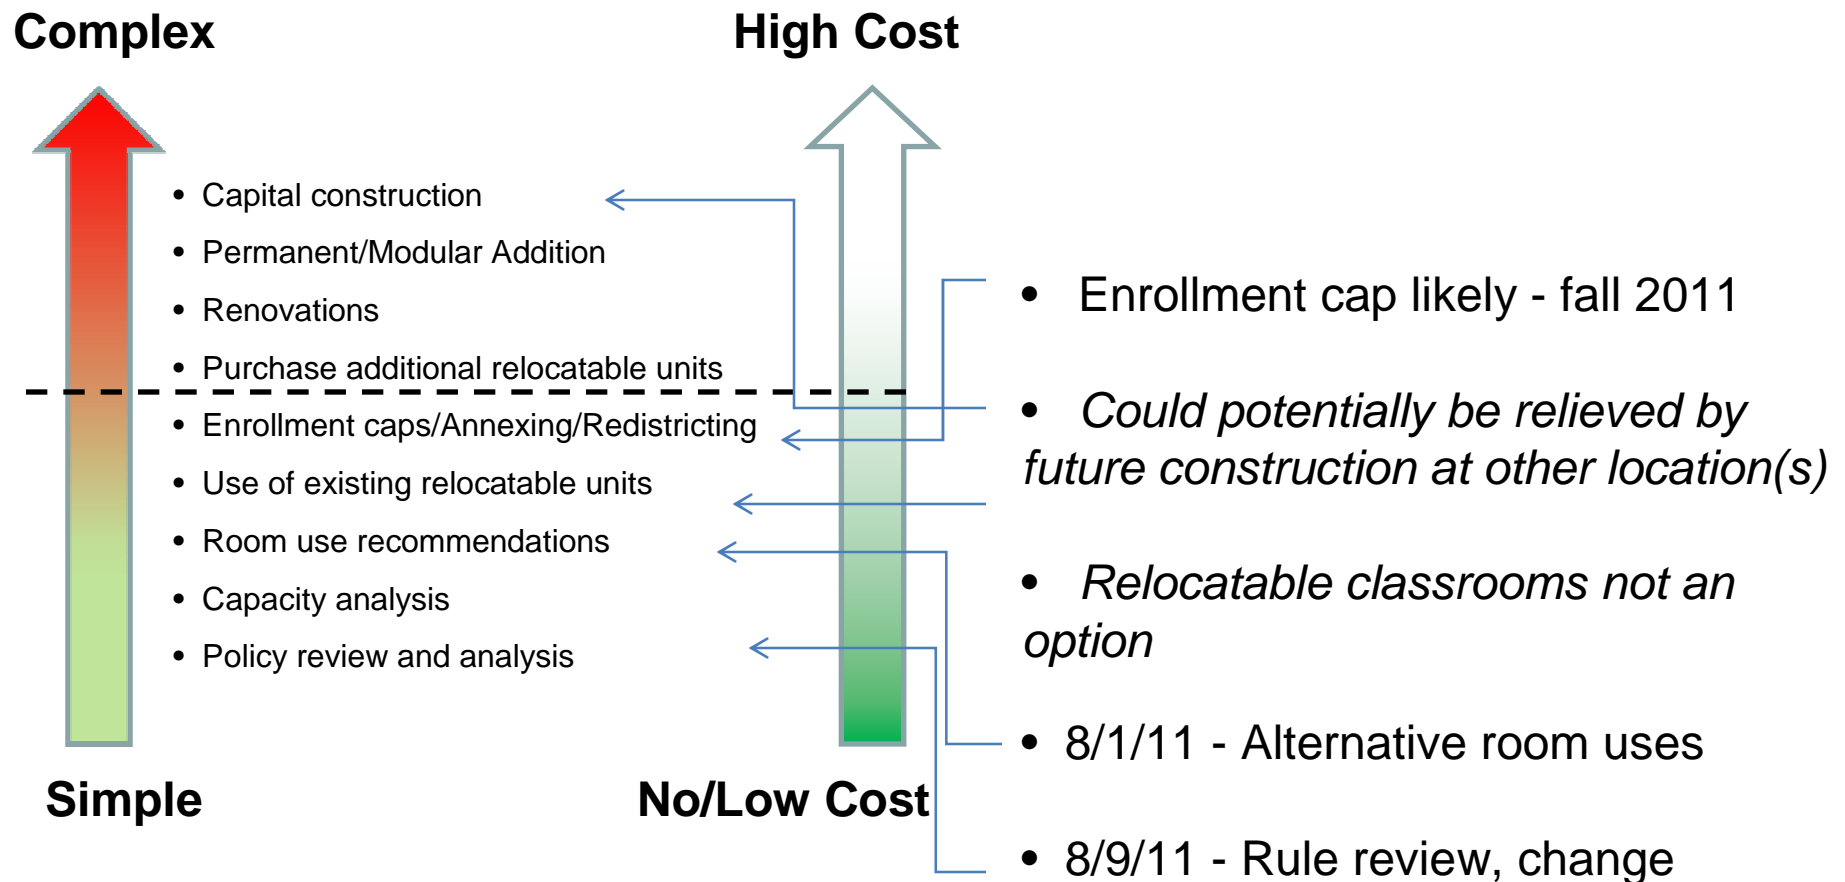 Complex
High Cost
• Capital construction
• Permanent/Modular Addition
• Renovations
• Purchase additional relocatable units
• Enrollment caps/Annexing/Redistricting
• Use of existing relocatable units
• Room use recommendations
• Capacity analysis
• Policy review and analysis
Simple
No/Low Cost
• Enrollment cap likely - fall 2011
• Could potentially be relieved by
future construction at other location(s)
• Relocatable classrooms not an
option
• 8/1/11 - Alternative room uses
• 8/9/11 - Rule review, change